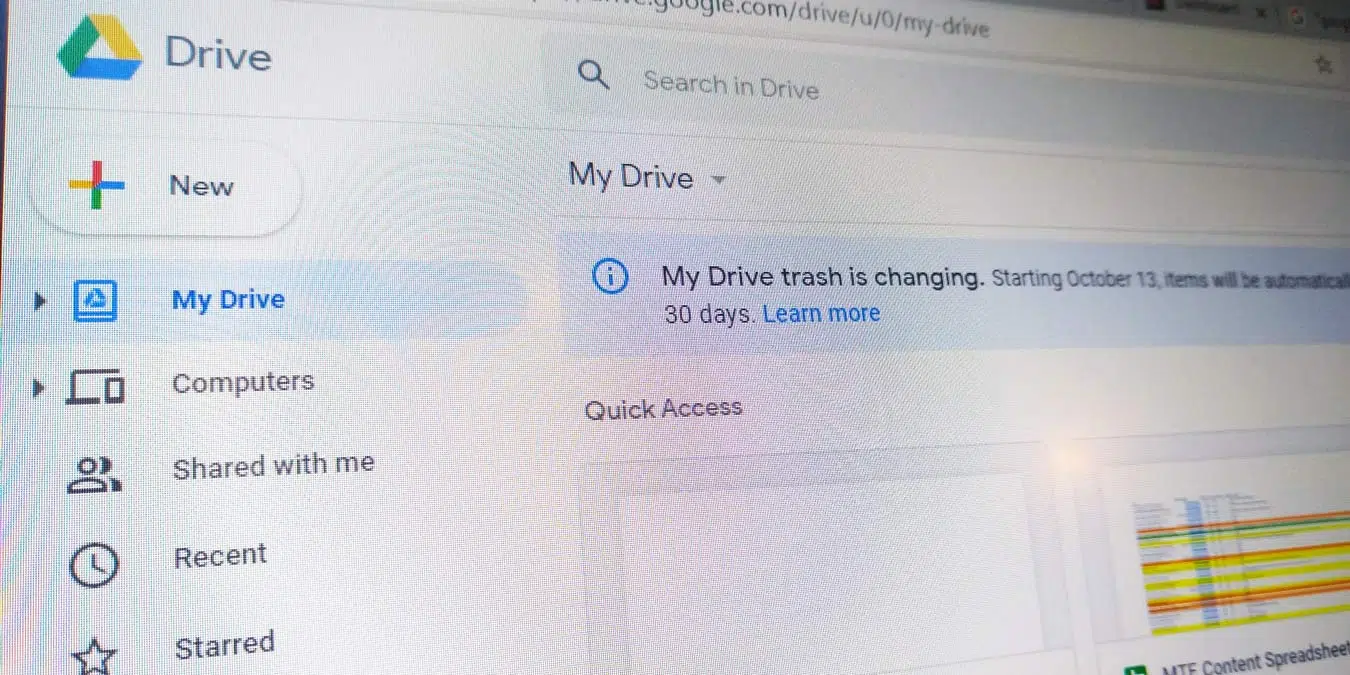 .google.com/drive/u/0/my-drive
Drive
Search in Drive
New
My Drive
My Drive
My Drive trash is changing. Starting October 13, items will be automaticall
30 days. Learn more
Computers
Quick Access
Shared with me
Recent
Starred
MTE Content Spreadsheet